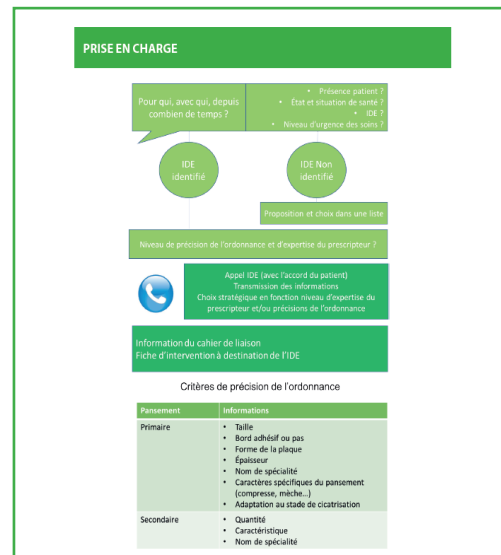 PRISE EN CHARGE
Pour qui, avec qui, depuis
combien de temps ?
• Présence patient ?
• État et situation de santé ?
• IDE ?
• Niveau d'urgence des soins ?
IDE
identifié
IDE Non
identifié
Proposition et choix dans une liste
Niveau de précision de l'ordonnance et d'expertise du prescripteur ?
Appel IDE (avec l'accord du patient)
Transmission des informations
Choix stratégique en fonction niveau d'expertise du
prescripteur et/ou précisions de l'ordonnance
Information du cahier de liaison
Fiche d'intervention à destination de l'IDE
Critères de précision de l'ordonnance
Pansement Informations
Primaire • Taille
• Bord adhésif ou pas
• Forme de la plaque
• Épaisseur
• Nom de spécialité
• Caractères spécifiques du pansement
(compresse, mèche...)
• Adaptation au stade de cicatrisation
Secondaire • Quantité
• Caractéristique
• Nom de spécialité